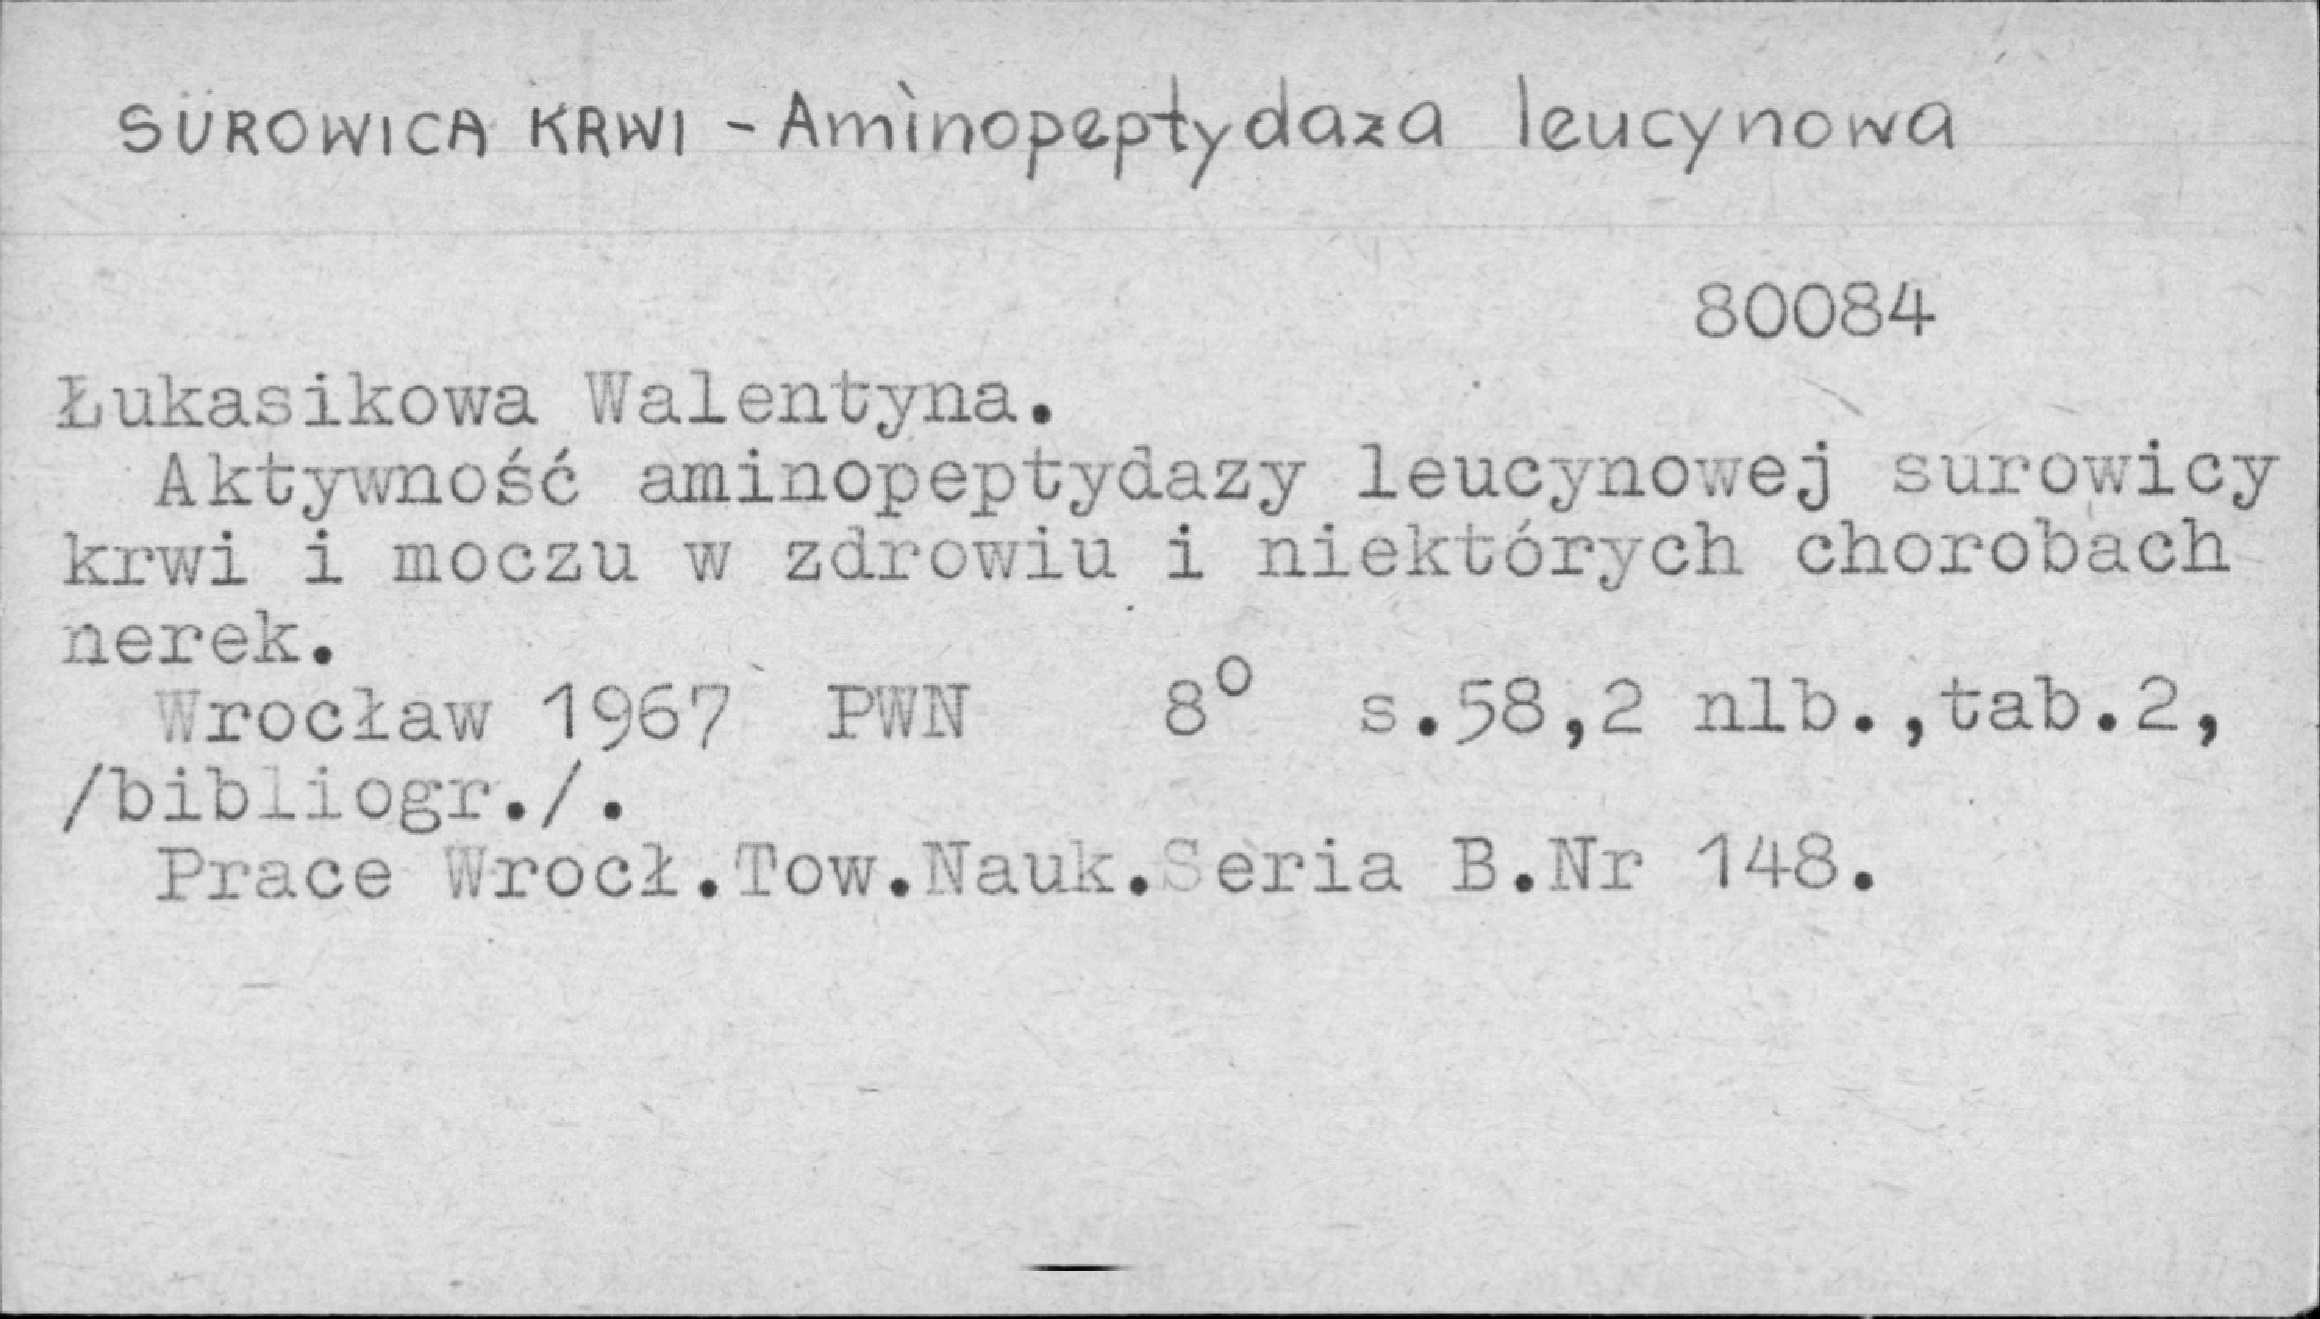 SUROWICA KRWI - Aminopeptydaza leucynowa
80084
Łukasikowa Walentyna.
Aktywność aminopeptydazy leucynowej surowicy
krwi i moczu w zdrowiu i niektórych chorobach
nerek.
Wrocław 1967 PWN 8° s.58,2 nlb.,tab.2,
/bibliogr./.
Prace Wrocł.Tow.Nauk.Seria B.Nr 148.